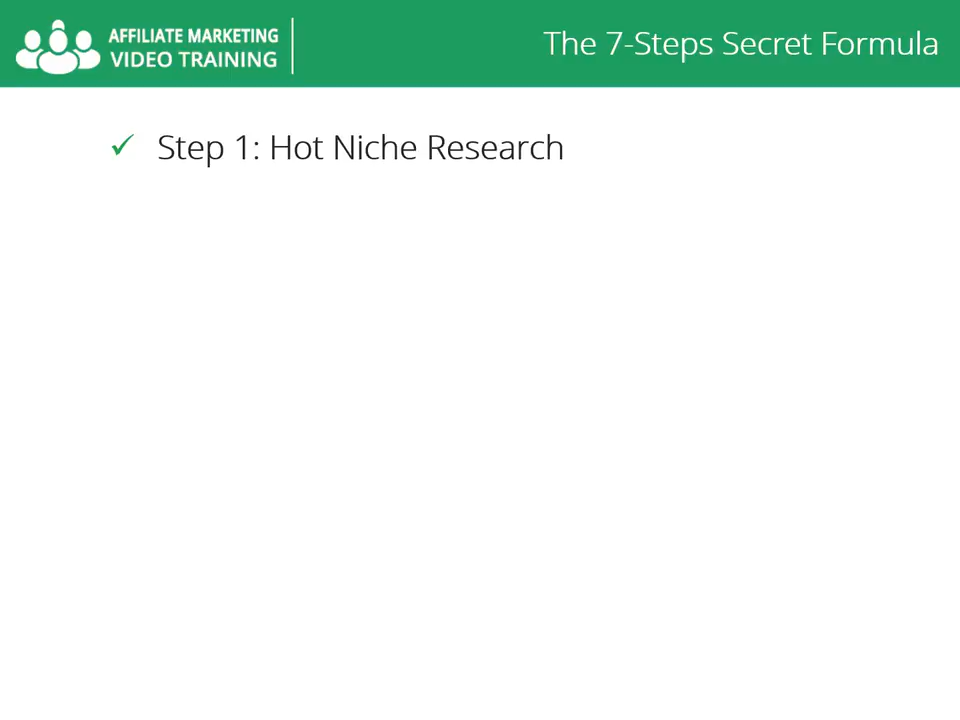 AFFILIATE MARKETING
VIDEO TRAINING
The 7-Steps Secret Formula
✓ Step 1: Hot Niche Research